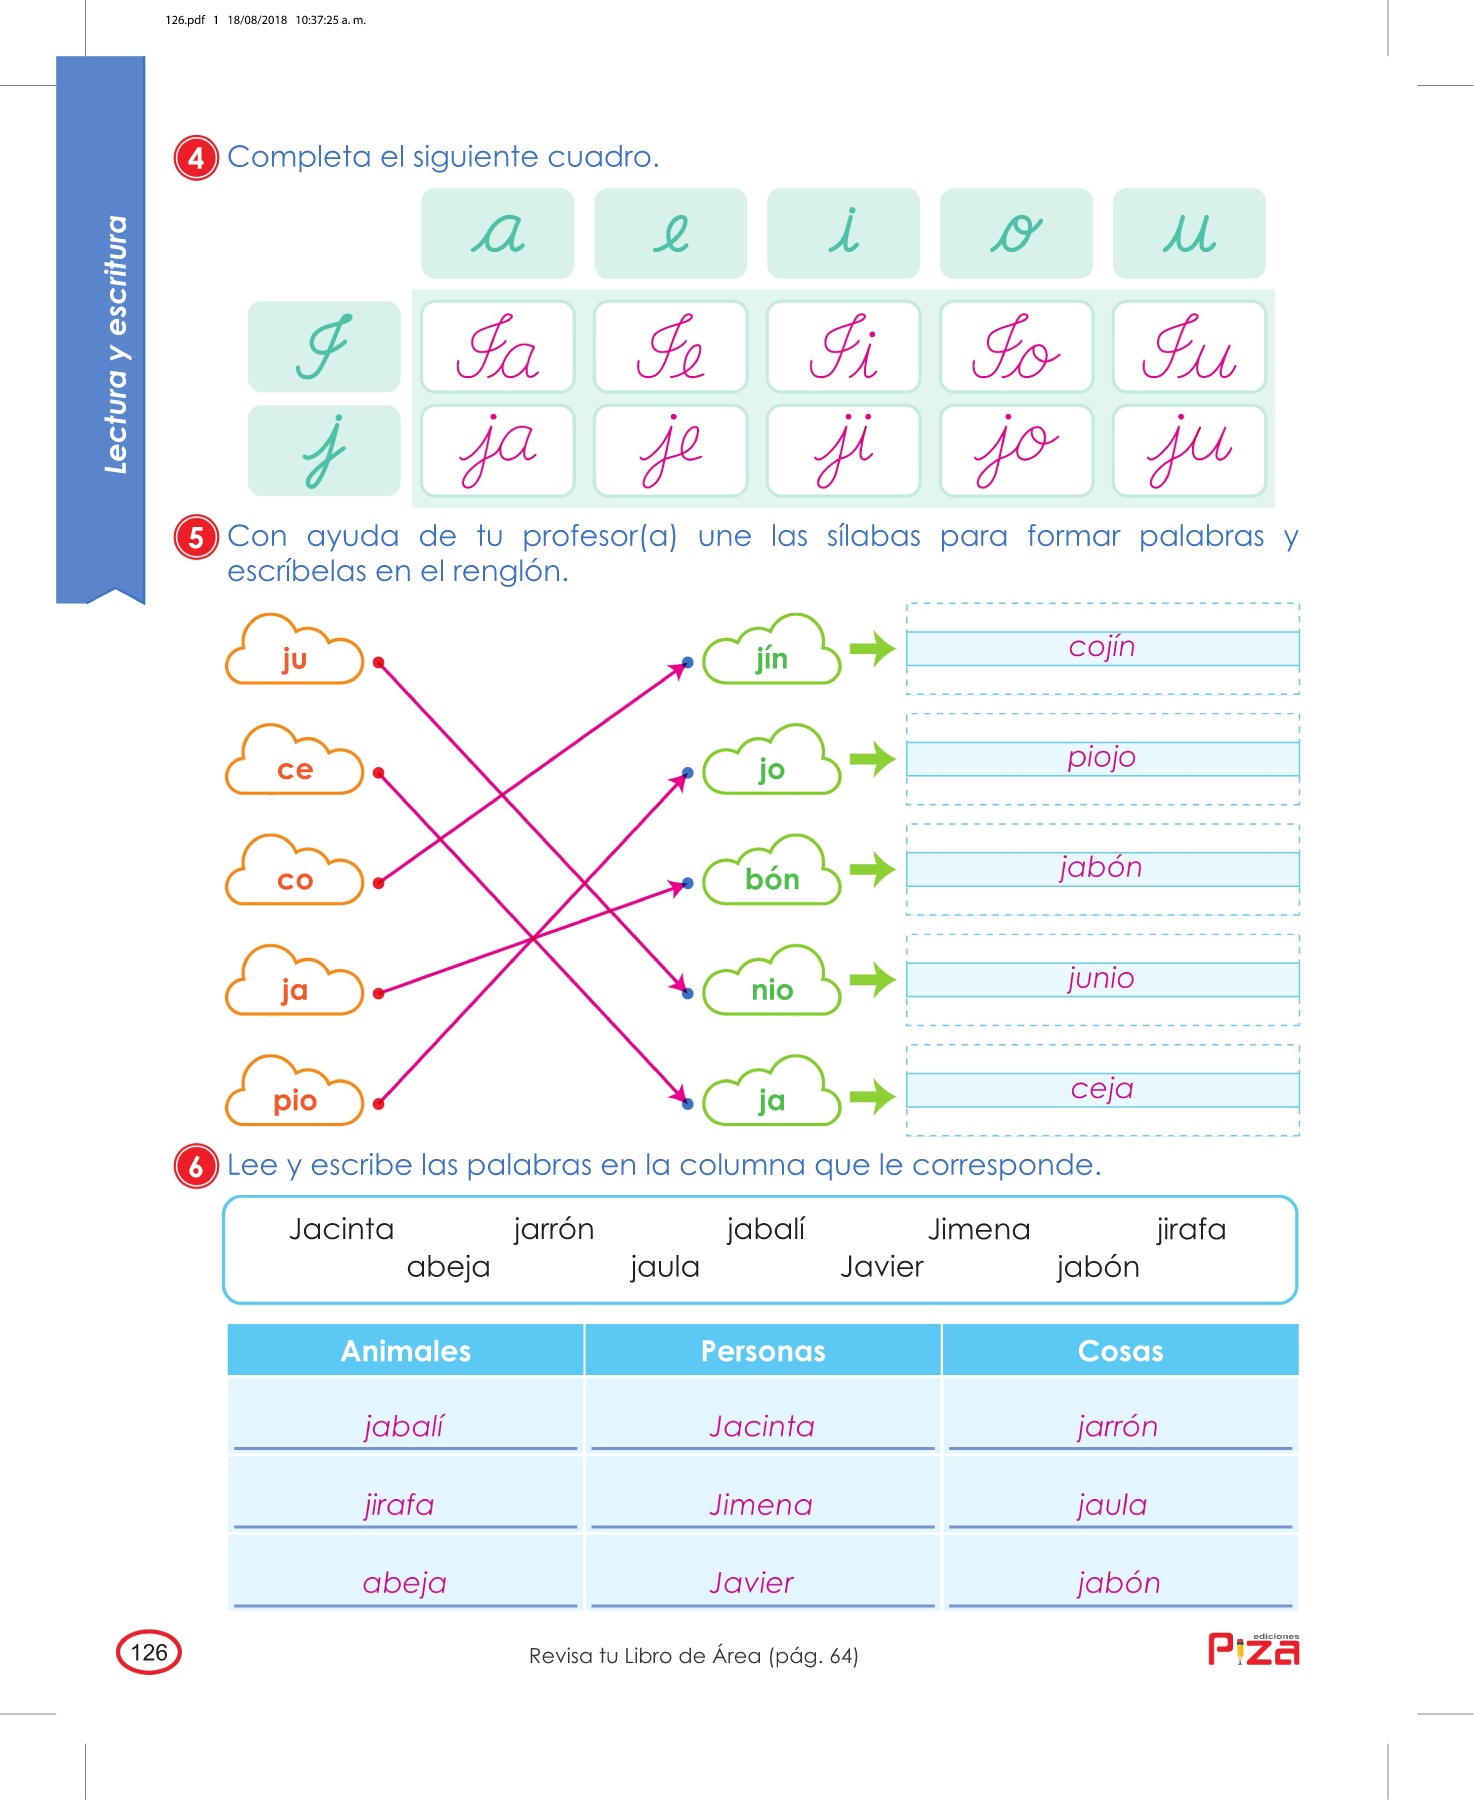 126.pdf 1 18/08/2018 10:37:25 a. m.
Lectura y escritura
4 Completa el siguiente cuadro.
a e i o u
J Ja Je Ji Jo Ju
j ja je ji jo ju
5 Con ayuda de tu profesor(a) une las sílabas para formar palabras y
escríbelas en el renglón.
ju jín cojín
ce jo piojo
co bón jabón
ja nio junio
pio ja ceja
6 Lee y escribe las palabras en la columna que le corresponde.
Jacinta jarrón jabalí Jimena jirafa
abeja jaula Javier jabón
Animales Personas Cosas
jabalí Jacinta jarrón
jirafa Jimena jaula
abeja Javier jabón
126 Revisa tu Libro de Área (pág. 64)
ediciones
Piza